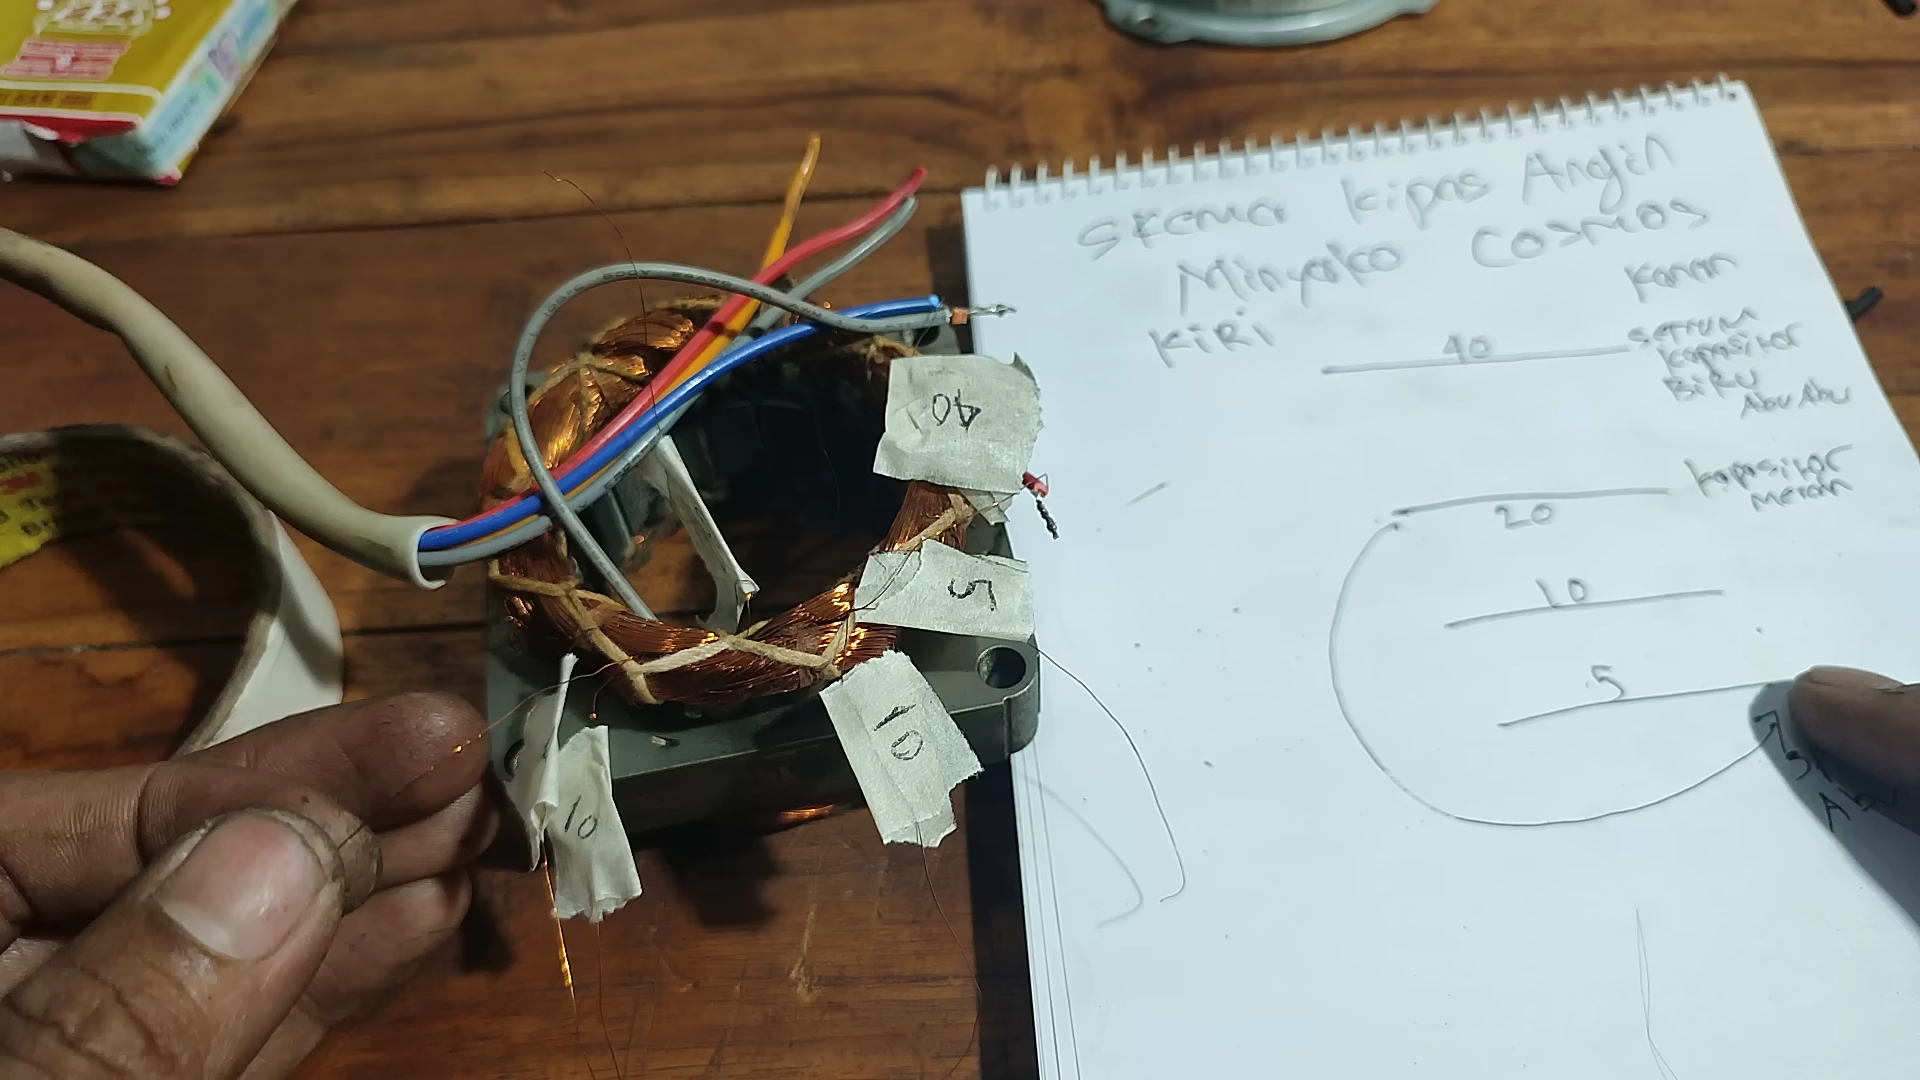 Skema Kipas Angin
Minyako Cosmos
KIRI
Kanan
40
Setrum
Kapasitor
BiRu
Abu Abu
Kapasitor
Merah
20
10
5
Abu
40
5
10
10